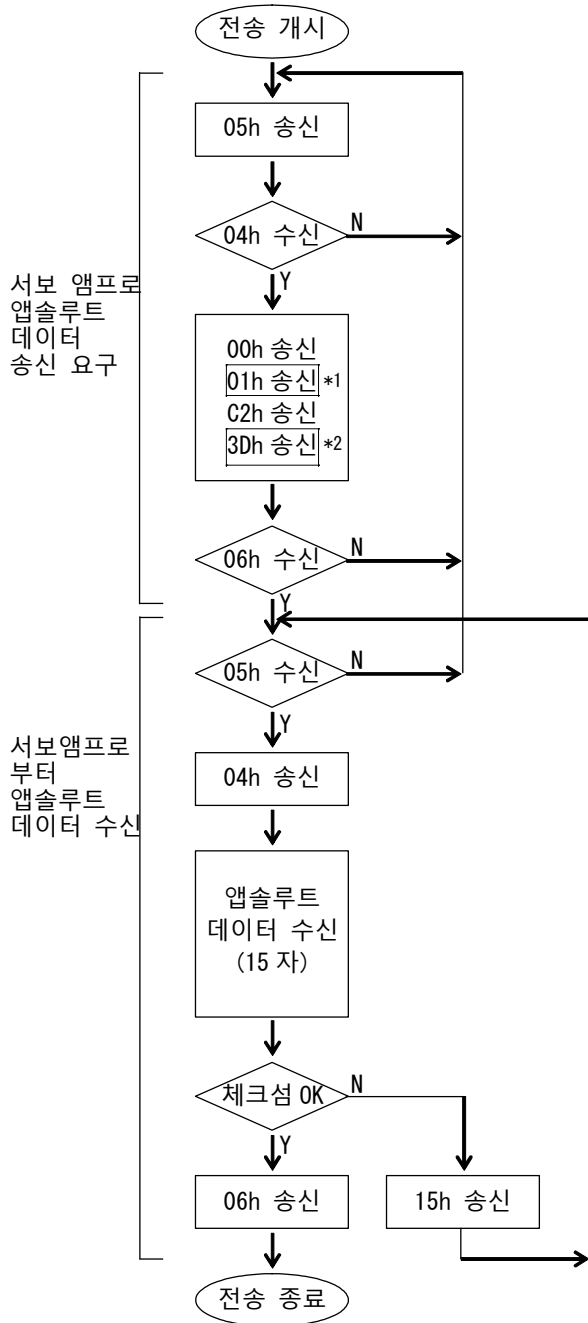 전송 개시
05h 송신
04h 수신
N
Y
서보 앰프로
앱솔루트
데이터
송신 요구
00h 송신
01h 송신 *1
C2h 송신
3Dh 송신 *2
06h 수신
N
Y
05h 수신
N
Y
서보앰프로
부터
앱솔루트
데이터 수신
04h 송신
앱솔루트
데이터 수신
(15 자)
체크섬 OK
N
Y
06h 송신
15h 송신
전송 종료